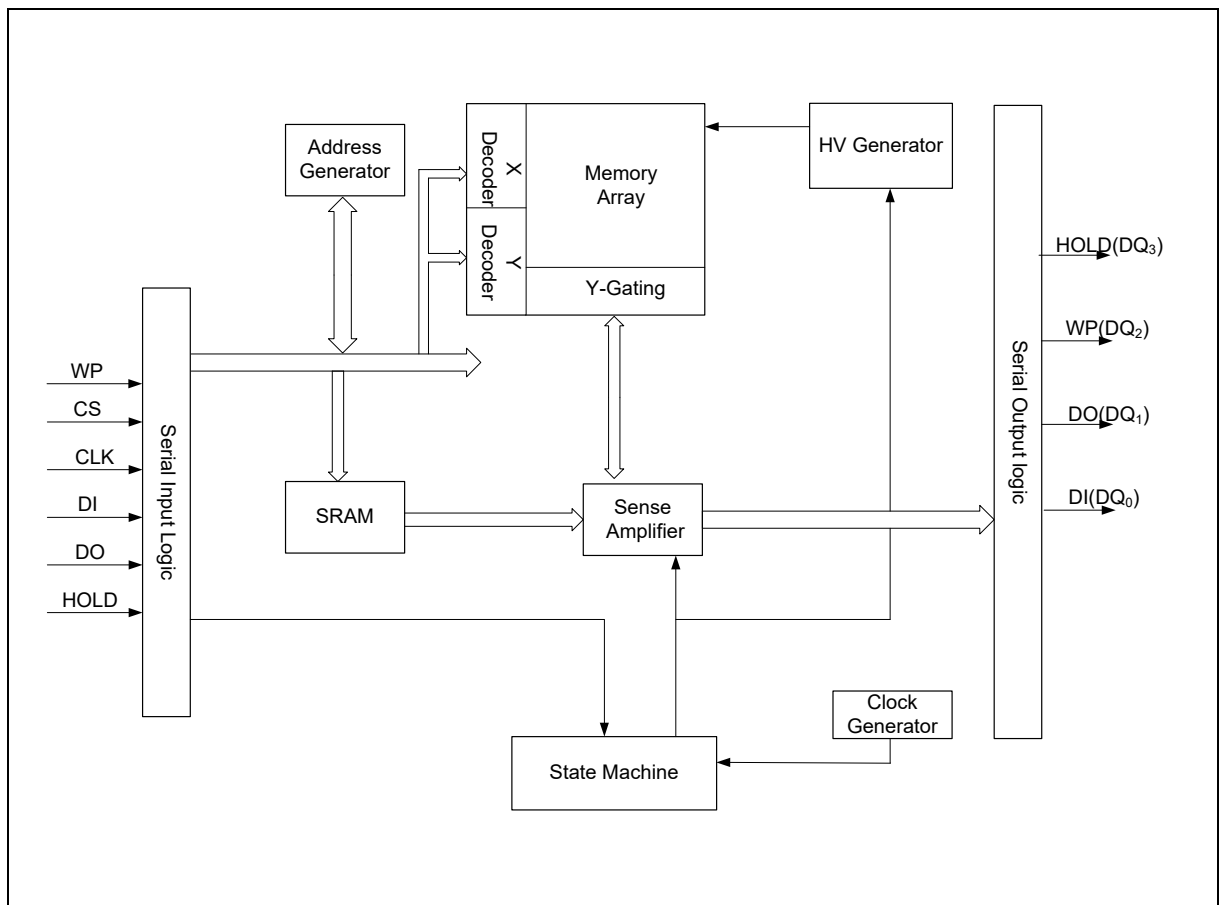 Address
Generator
X
Decoder
Y
Decoder
Memory
Array
Y-Gating
HV Generator
HOLD(DQ3)
WP(DQ2)
DO(DQ1)
DI(DQ0)
Serial Output logic
WP
CS
CLK
DI
DO
HOLD
Serial Input Logic
SRAM
Sense
Amplifier
Clock
Generator
State Machine